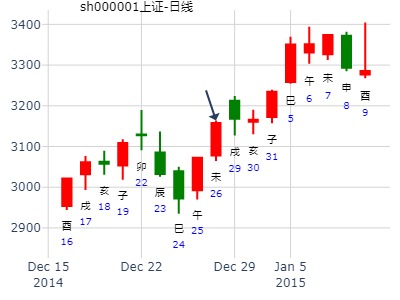 sh000001上证-日线
3400
3300
3200
3100
3000
2900
酉
16
戌
17
亥
18
子
19
卯
22
辰
23
巳
24
午
25
未
26
戌
29
亥
30
子
31
巳
5
午
6
未
7
申
8
酉
9
Dec 15
2014
Dec 22
Dec 29
Jan 5
2015